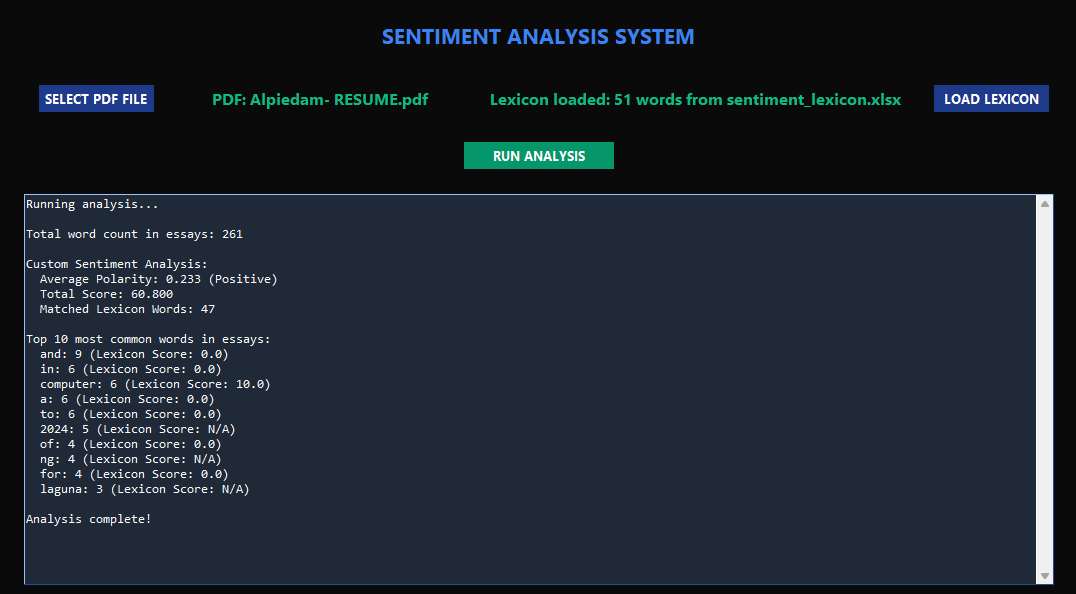 SENTIMENT ANALYSIS SYSTEM
SELECT PDF FILE
PDF: Alpiedam- RESUME.pdf
Lexicon loaded: 51 words from sentiment_lexicon.xlsx
LOAD LEXICON
RUN ANALYSIS
Running analysis...
Total word count in essays: 261
Custom Sentiment Analysis:
Average Polarity: 0.233 (Positive)
Total Score: 60.800
Matched Lexicon Words: 47
Top 10 most common words in essays:
and: 9 (Lexicon Score: 0.0)
in: 6 (Lexicon Score: 0.0)
computer: 6 (Lexicon Score: 10.0)
a: 6 (Lexicon Score: 0.0)
to: 6 (Lexicon Score: 0.0)
2024: 5 (Lexicon Score: N/A)
of: 4 (Lexicon Score: 0.0)
ng: 4 (Lexicon Score: N/A)
for: 4 (Lexicon Score: 0.0)
laguna: 3 (Lexicon Score: N/A)
Analysis complete!